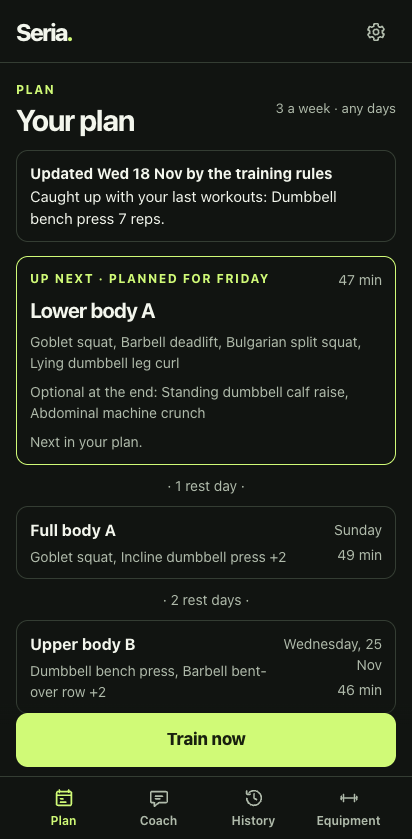 Seria.
PLAN
Your plan
3 a week · any days
Updated Wed 18 Nov by the training rules
Caught up with your last workouts: Dumbbell
bench press 7 reps.
UP NEXT · PLANNED FOR FRIDAY
47 min
Lower body A
Goblet squat, Barbell deadlift, Bulgarian split squat,
Lying dumbbell leg curl
Optional at the end: Standing dumbbell calf raise,
Abdominal machine crunch
Next in your plan.
· 1 rest day ·
Full body A
Sunday
Goblet squat, Incline dumbbell press +2
49 min
· 2 rest days ·
Upper body B
Wednesday, 25
Nov
Dumbbell bench press, Barbell bent-
over row +2
46 min
Train now
Plan
Coach
History
Equipment